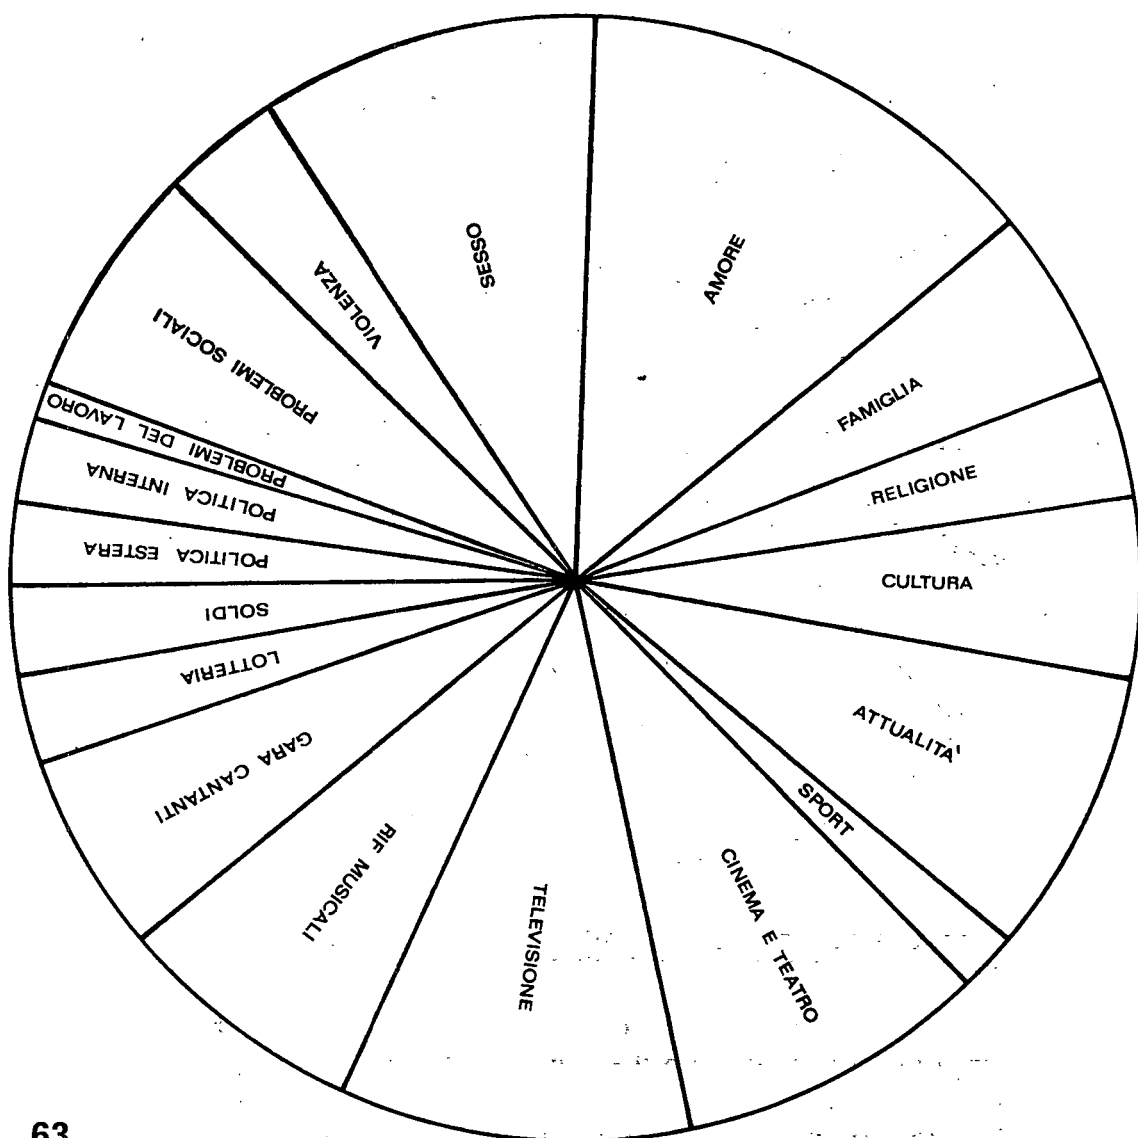 AMORE
FAMIGLIA
RELIGIONE
CULTURA
ATTUALITA'
SPORT
CINEMA E TEATRO
TELEVISIONE
RIF MUSICALI
GARA CANTANTI
LOTTERIA
SOLDI
POLITICA ESTERA
POLITICA INTERNA
PROBLEMI DEL LAVORO
PROBLEMI SOCIALI
VIOLENZA
SESSO
63